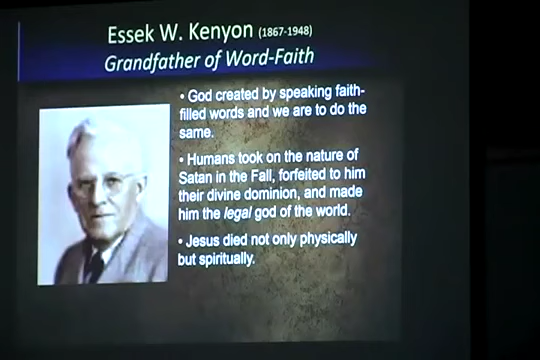 Essek W. Kenyon (1867-1948)
Grandfather of Word-Faith
• God created by speaking faith-
filled words and we are to do the
same.
• Humans took on the nature of
Satan in the Fall, forfeited to him
their divine dominion, and made
him the legal god of the world.
• Jesus died not only physically
but spiritually.